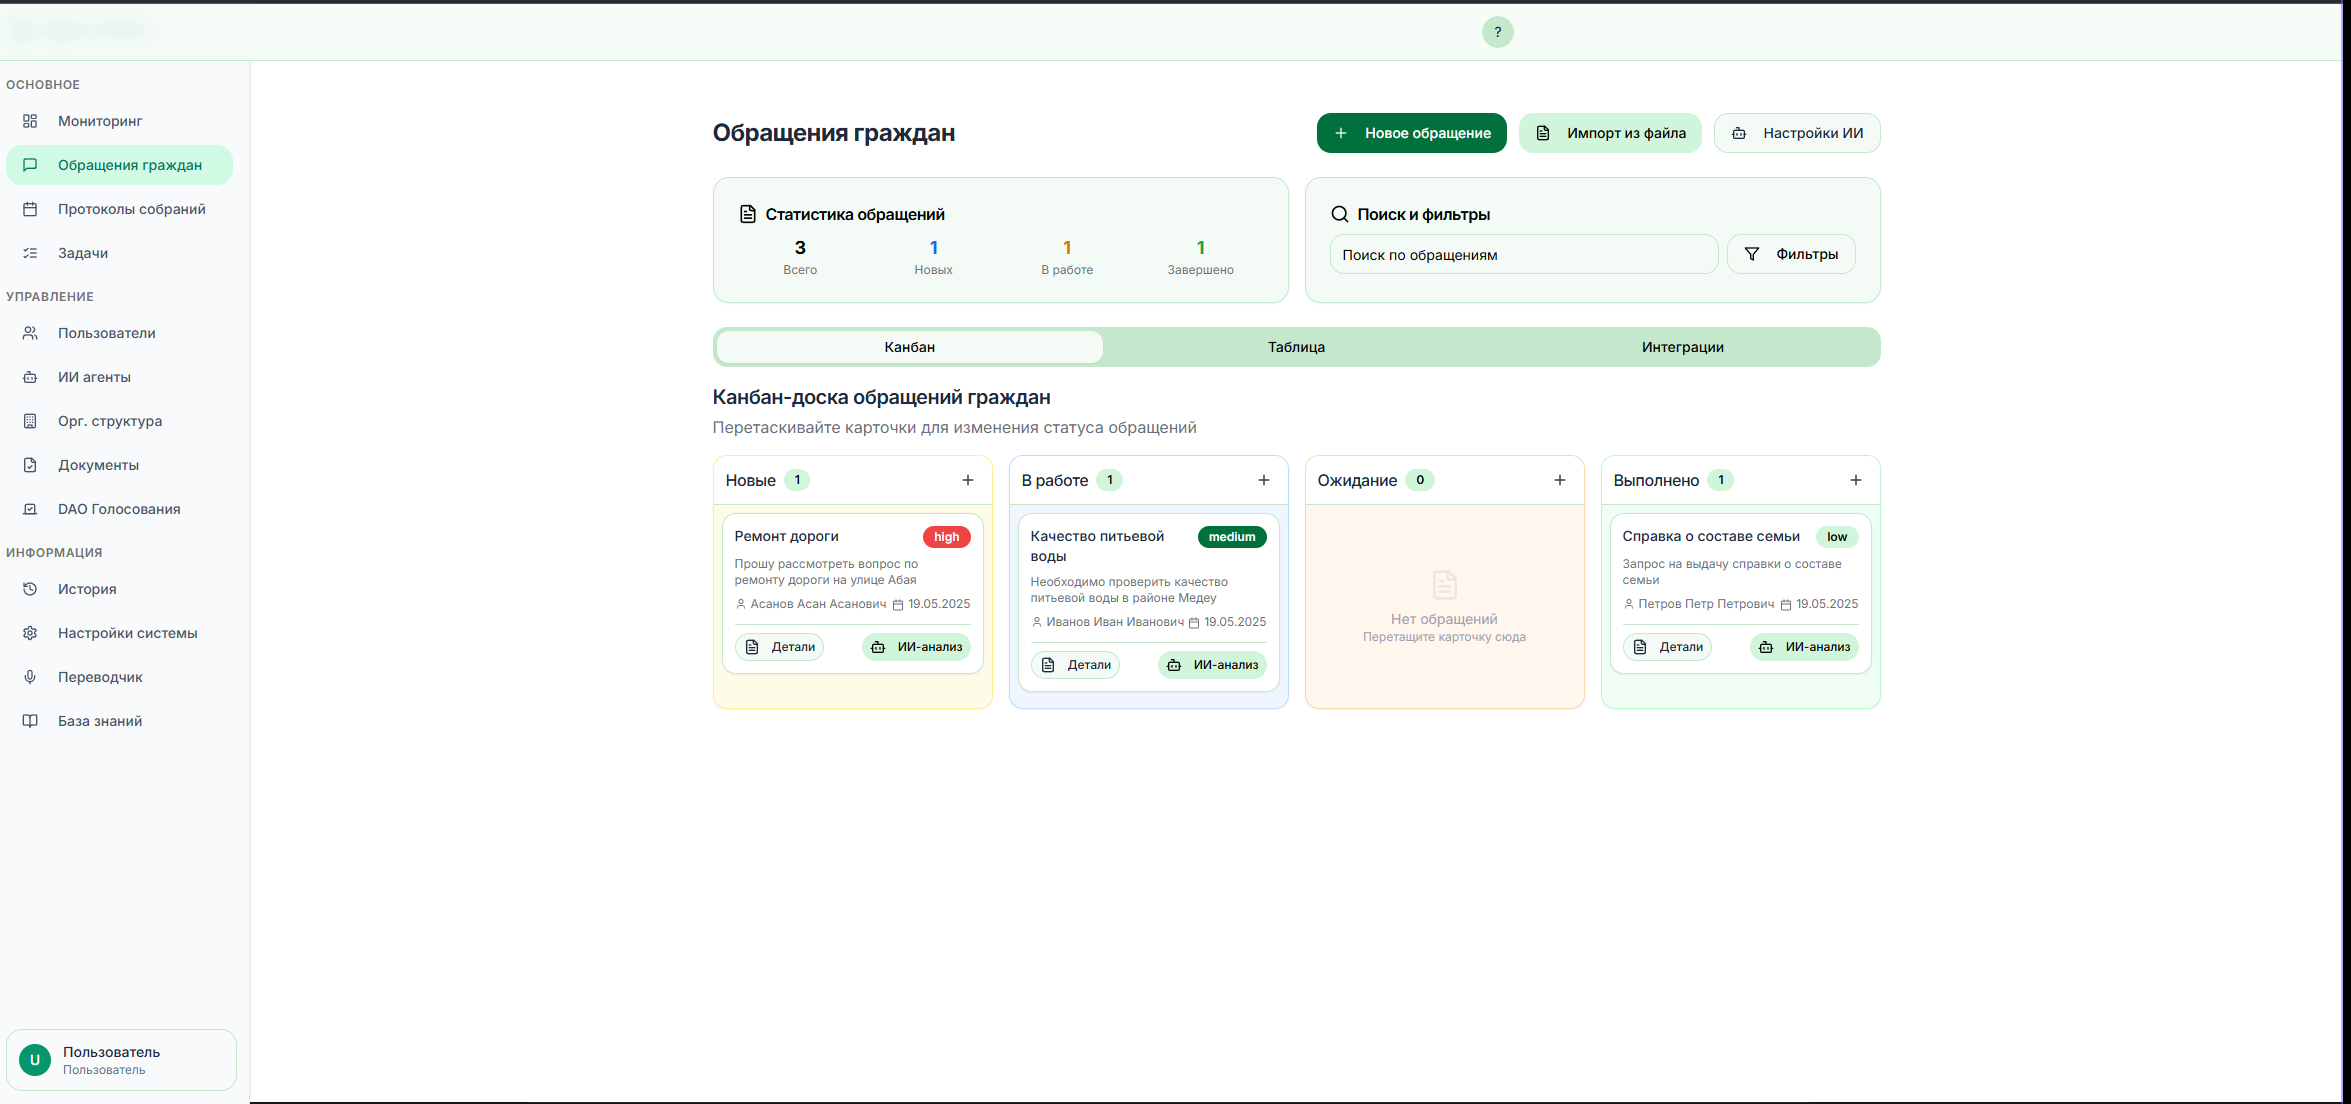 ?
ОСНОВНОЕ
Мониторинг
Обращения граждан
Протоколы собраний
Задачи
УПРАВЛЕНИЕ
Пользователи
ИИ агенты
Орг. структура
Документы
DAO Голосования
ИНФОРМАЦИЯ
История
Настройки системы
Переводчик
База знаний
U
Пользователь
Пользователь
Обращения граждан
Новое обращение
Импорт из файла
Настройки ИИ
Статистика обращений
3 1 1 1
Всего Новых В работе Завершено
Поиск и фильтры
Поиск по обращениям
Фильтры
Канбан Таблица Интеграции
Канбан-доска обращений граждан
Перетаскивайте карточки для изменения статуса обращений
Новые 1
Ремонт дороги high
Прошу рассмотреть вопрос по
ремонту дороги на улице Абая
Асанов Асан Асанович 19.05.2025
Детали ИИ-анализ
В работе 1
Качество питьевой medium
воды
Необходимо проверить качество
питьевой воды в районе Медеу
Иванов Иван Иванович 19.05.2025
Детали ИИ-анализ
Ожидание 0
Нет обращений
Перетащите карточку сюда
Выполнено 1
Справка о составе семьи low
Запрос на выдачу справки о составе
семьи
Петров Петр Петрович 19.05.2025
Детали ИИ-анализ